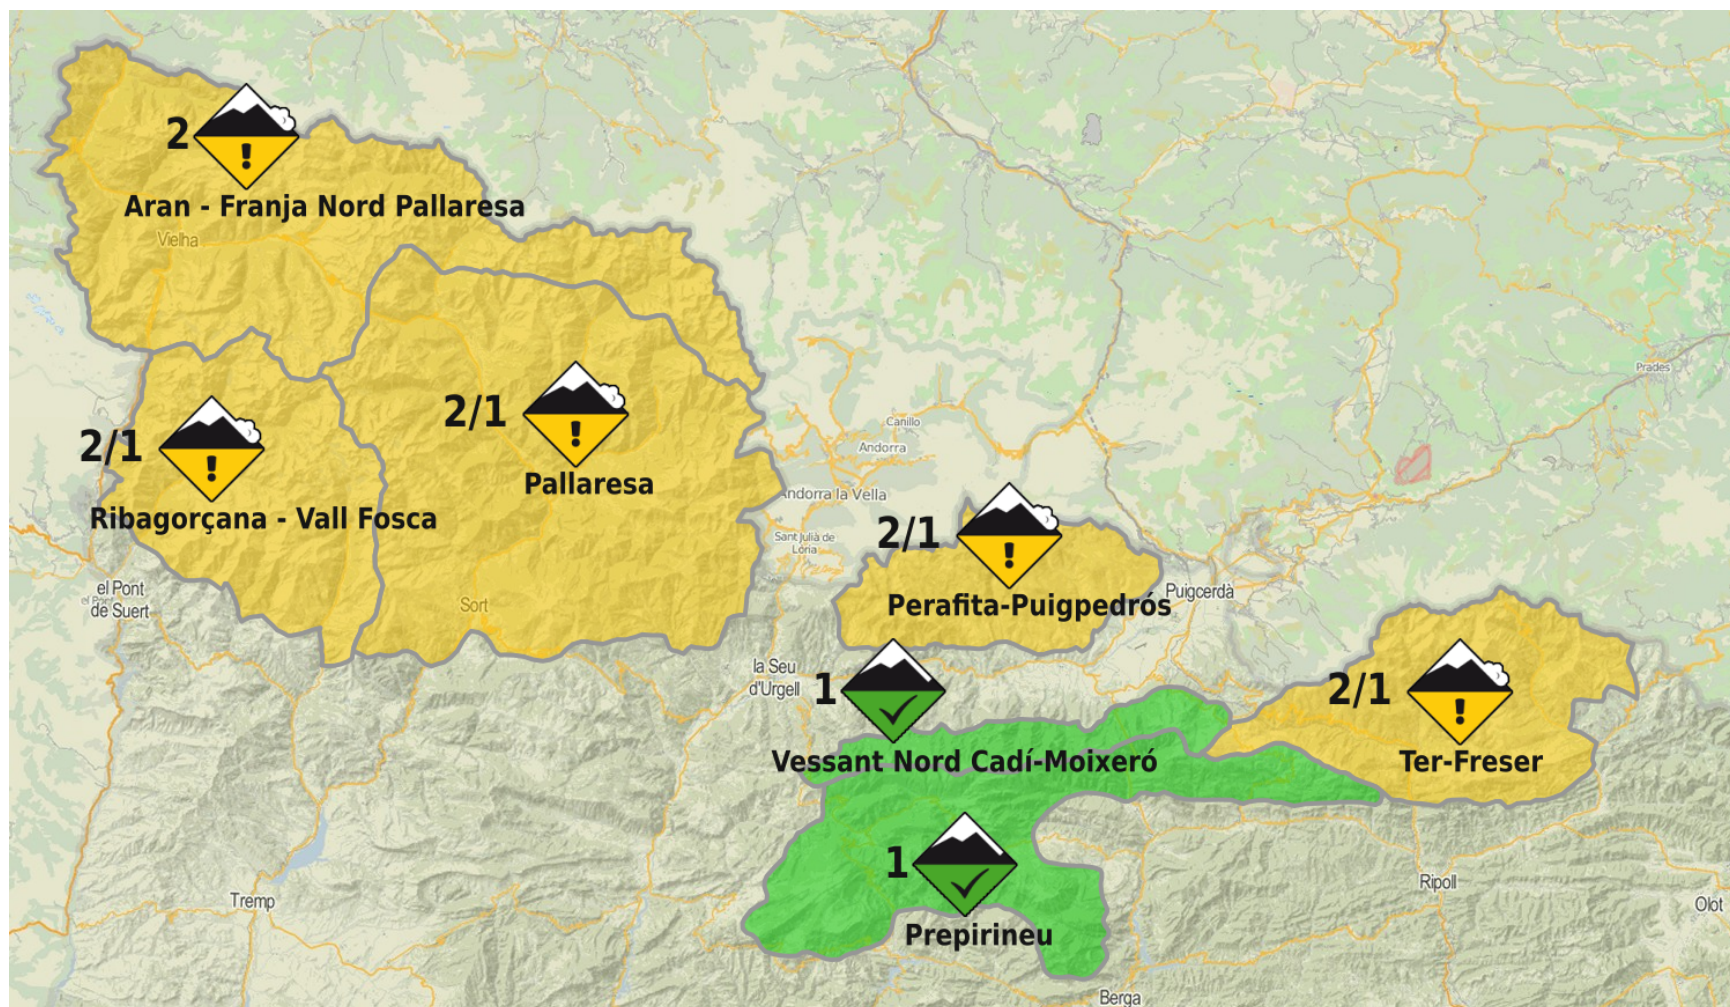 2
!
Aran - Franja Nord Pallaresa
Vielha
2/1
!
Pallaresa
2/1
!
Ribagorçana - Vall Fosca
Prades
Canillo
Andorra
Andorra la Vella
Sant Julià de
Lòria
2/1
!
Perafita-Puigpedrós
Puigcerdà
el Pont
de Suert
Sort
la Seu
d'Urgell
1
Vessant Nord Cadí-Moixeró
2/1
!
Ter-Freser
1
Prepirineu
Tremp
Ripoll
Olot
Berga